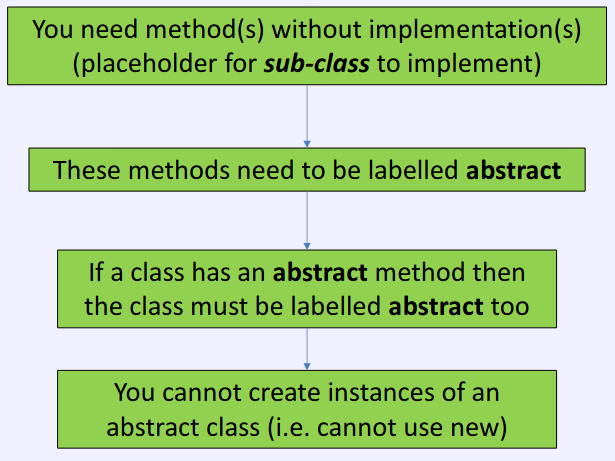 You need method(s) without implementation(s)
(placeholder for sub-class to implement)
These methods need to be labelled abstract
If a class has an abstract method then
the class must be labelled abstract too
You cannot create instances of an
abstract class (i.e. cannot use new)